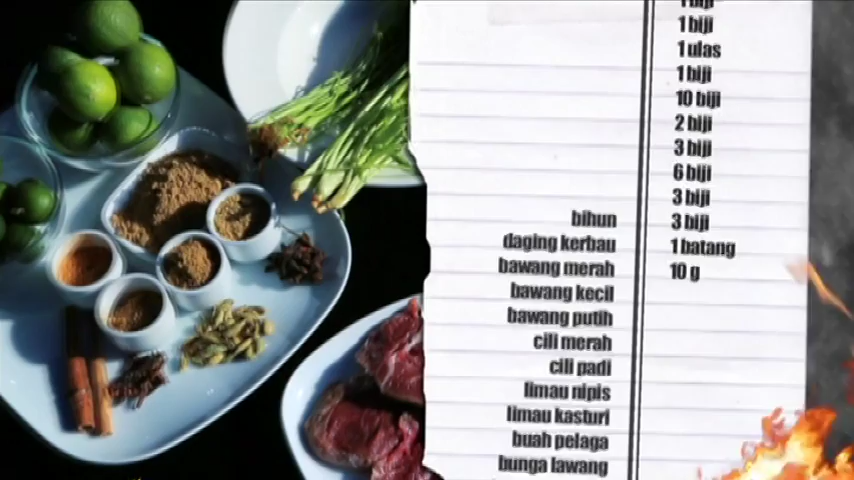 1 biji
1 biji
1 ulas
1 biji
10 biji
2 biji
3 biji
6 biji
3 biji
3 biji
1 batang
10 g
bihun
daging kerbau
bawang merah
bawang kecil
bawang putih
cili merah
cili padi
limau nipis
limau kasturi
buah pelaga
bunga lawang